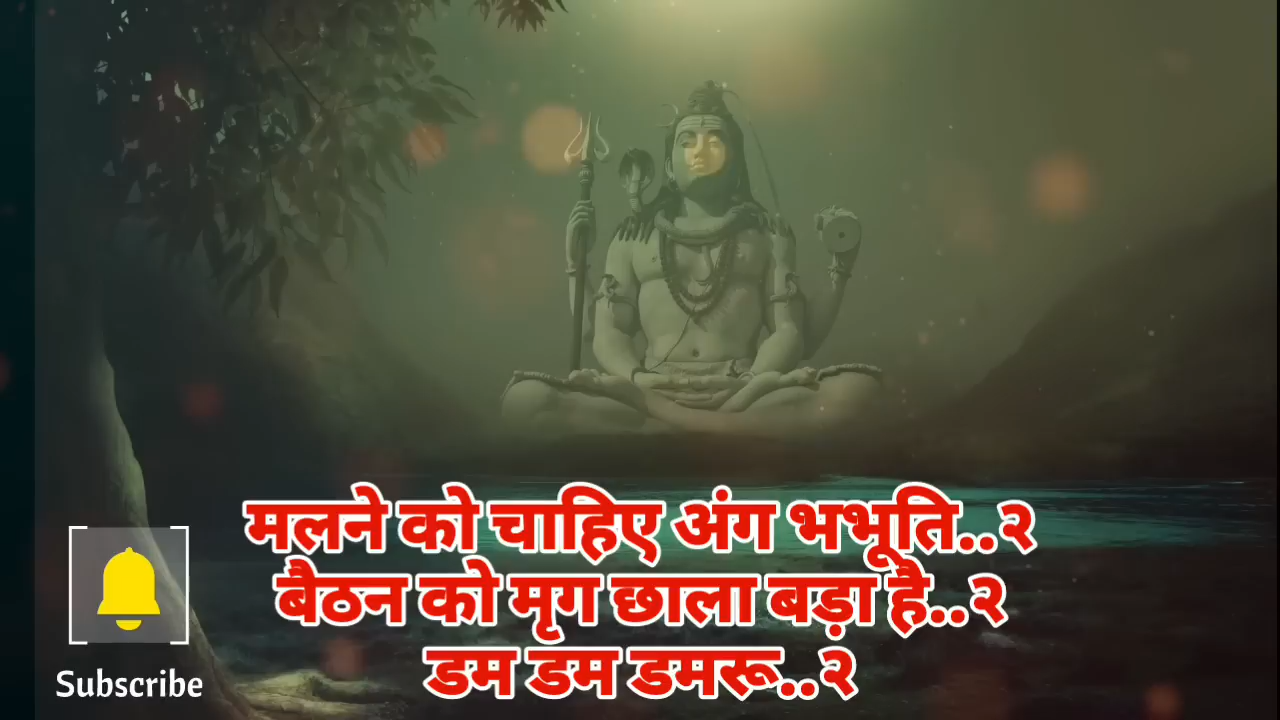 मलने को चाहिए अंग भभूति..२
बैठन को मृग छाला बड़ा है..२
डम डम डमरू..२
Subscribe